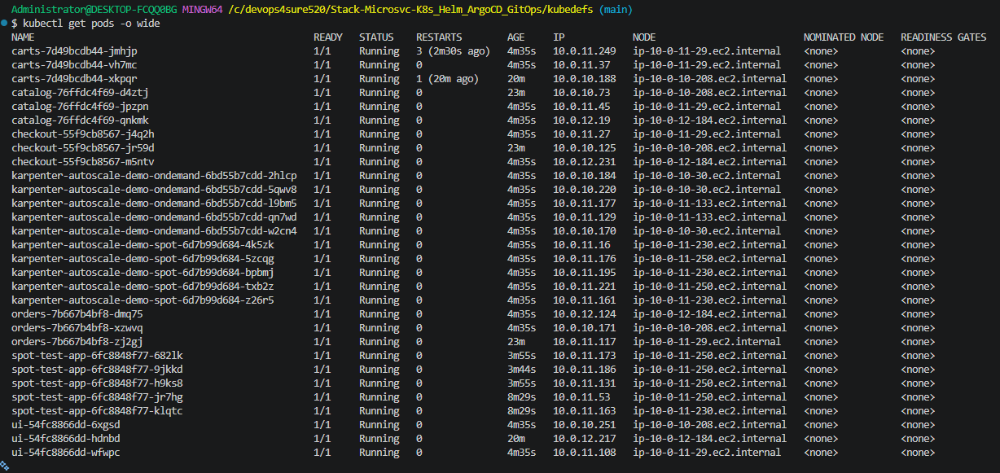 Administrator@DESKTOP-FCQQ0BG MINGW64 /c/devops4sure520/Stack-Microsvc-K8s_Helm_ArgoCD_GitOps/kubedefs (main)
$ kubectl get pods -o wide
NAME READY STATUS RESTARTS AGE IP NODE NOMINATED NODE READINESS GATES
carts-7d49bcdb44-jmhjp 1/1 Running 3 (2m30s ago) 4m35s 10.0.11.249 ip-10-0-11-29.ec2.internal <none> <none>
carts-7d49bcdb44-vh7mc 1/1 Running 0 4m35s 10.0.11.37 ip-10-0-11-29.ec2.internal <none> <none>
carts-7d49bcdb44-xkpqr 1/1 Running 1 (20m ago) 20m 10.0.10.188 ip-10-0-10-208.ec2.internal <none> <none>
catalog-76ffdc4f69-d4ztj 1/1 Running 0 23m 10.0.10.73 ip-10-0-10-208.ec2.internal <none> <none>
catalog-76ffdc4f69-jpzpn 1/1 Running 0 4m35s 10.0.11.45 ip-10-0-11-29.ec2.internal <none> <none>
catalog-76ffdc4f69-qnkmk 1/1 Running 0 4m35s 10.0.12.19 ip-10-0-12-184.ec2.internal <none> <none>
checkout-55f9cb8567-j4q2h 1/1 Running 0 4m35s 10.0.11.27 ip-10-0-11-29.ec2.internal <none> <none>
checkout-55f9cb8567-jr59d 1/1 Running 0 23m 10.0.10.125 ip-10-0-10-208.ec2.internal <none> <none>
checkout-55f9cb8567-m5ntv 1/1 Running 0 4m35s 10.0.12.231 ip-10-0-12-184.ec2.internal <none> <none>
karpenter-autoscale-demo-ondemand-6bd55b7cdd-2hlcp 1/1 Running 0 4m35s 10.0.10.184 ip-10-0-10-30.ec2.internal <none> <none>
karpenter-autoscale-demo-ondemand-6bd55b7cdd-5qwv8 1/1 Running 0 4m35s 10.0.10.220 ip-10-0-10-30.ec2.internal <none> <none>
karpenter-autoscale-demo-ondemand-6bd55b7cdd-l9bm5 1/1 Running 0 4m35s 10.0.11.177 ip-10-0-11-133.ec2.internal <none> <none>
karpenter-autoscale-demo-ondemand-6bd55b7cdd-qn7wd 1/1 Running 0 4m35s 10.0.11.129 ip-10-0-11-133.ec2.internal <none> <none>
karpenter-autoscale-demo-ondemand-6bd55b7cdd-w2cn4 1/1 Running 0 4m35s 10.0.10.170 ip-10-0-10-30.ec2.internal <none> <none>
karpenter-autoscale-demo-spot-6d7b99d684-4k5zk 1/1 Running 0 4m35s 10.0.11.16 ip-10-0-11-230.ec2.internal <none> <none>
karpenter-autoscale-demo-spot-6d7b99d684-5zcqg 1/1 Running 0 4m35s 10.0.11.176 ip-10-0-11-250.ec2.internal <none> <none>
karpenter-autoscale-demo-spot-6d7b99d684-bpbmj 1/1 Running 0 4m35s 10.0.11.195 ip-10-0-11-230.ec2.internal <none> <none>
karpenter-autoscale-demo-spot-6d7b99d684-txb2z 1/1 Running 0 4m35s 10.0.11.221 ip-10-0-11-250.ec2.internal <none> <none>
karpenter-autoscale-demo-spot-6d7b99d684-z26r5 1/1 Running 0 4m35s 10.0.11.161 ip-10-0-11-230.ec2.internal <none> <none>
orders-7b667b4bf8-dmq75 1/1 Running 0 4m35s 10.0.12.124 ip-10-0-12-184.ec2.internal <none> <none>
orders-7b667b4bf8-xzwvq 1/1 Running 0 4m35s 10.0.10.171 ip-10-0-10-208.ec2.internal <none> <none>
orders-7b667b4bf8-zj2gj 1/1 Running 0 23m 10.0.11.117 ip-10-0-11-29.ec2.internal <none> <none>
spot-test-app-6fc8848f77-682lk 1/1 Running 0 3m55s 10.0.11.173 ip-10-0-11-250.ec2.internal <none> <none>
spot-test-app-6fc8848f77-9jkkd 1/1 Running 0 3m44s 10.0.11.186 ip-10-0-11-250.ec2.internal <none> <none>
spot-test-app-6fc8848f77-h9ks8 1/1 Running 0 3m55s 10.0.11.131 ip-10-0-11-250.ec2.internal <none> <none>
spot-test-app-6fc8848f77-jr7hg 1/1 Running 0 8m29s 10.0.11.53 ip-10-0-11-250.ec2.internal <none> <none>
spot-test-app-6fc8848f77-klqtc 1/1 Running 0 8m29s 10.0.11.163 ip-10-0-11-250.ec2.internal <none> <none>
ui-54fc8866dd-6xgsd 1/1 Running 0 4m35s 10.0.10.251 ip-10-0-10-208.ec2.internal <none> <none>
ui-54fc8866dd-hdnbd 1/1 Running 0 20m 10.0.12.217 ip-10-0-12-184.ec2.internal <none> <none>
ui-54fc8866dd-wfwpc 1/1 Running 0 4m35s 10.0.11.108 ip-10-0-11-29.ec2.internal <none> <none>